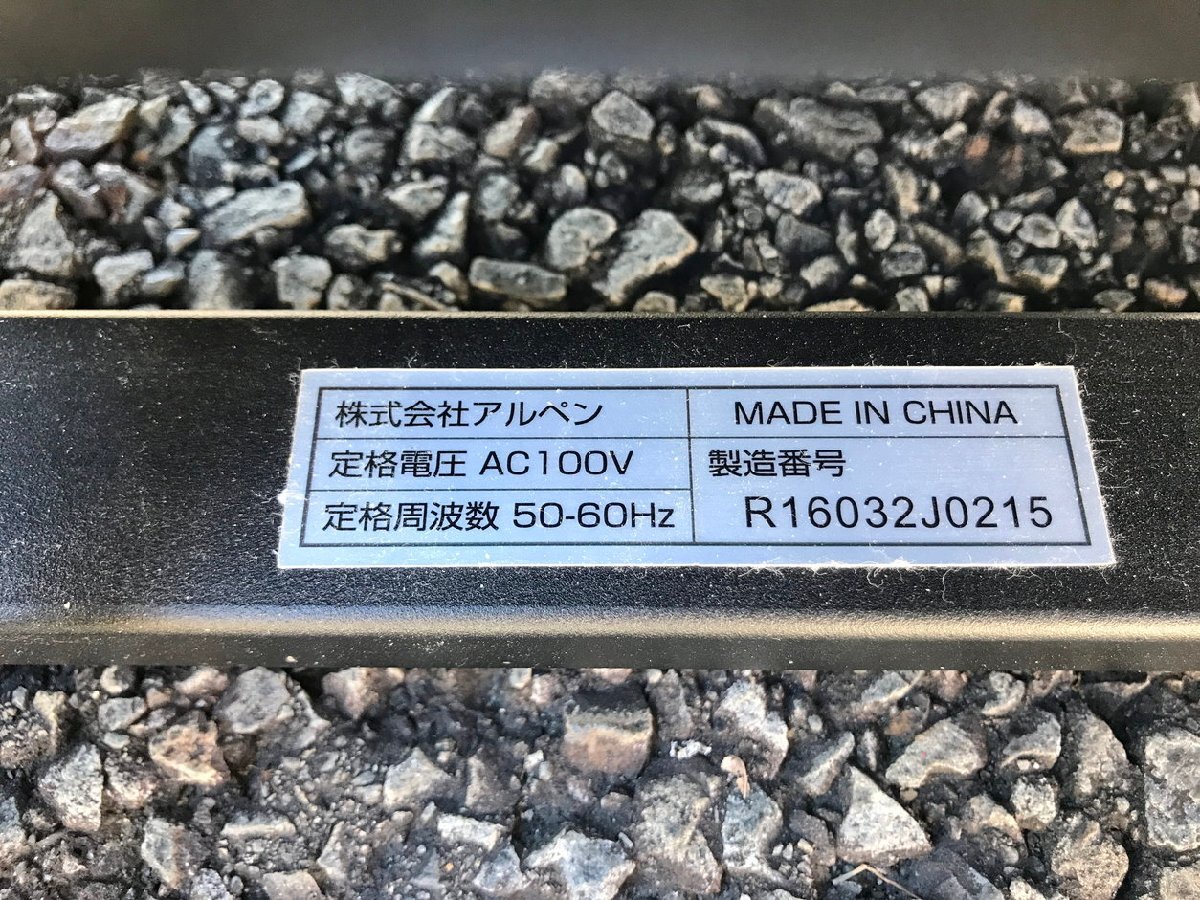 株式会社アルペン
定格電圧 AC100V
定格周波数 50-60Hz
MADE IN CHINA
製造番号
R16032J0215